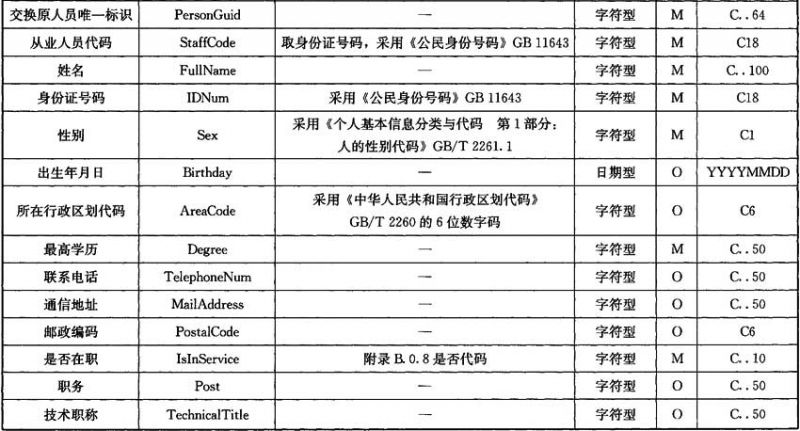 交换原人员唯一标识 PersonGuid — 字符型 M C..64
从业人员代码 StaffCode 取身份证号码，采用《公民身份号码》GB 11643 字符型 M C18
姓名 FullName — 字符型 M C..100
身份证号码 IDNum 采用《公民身份号码》GB 11643 字符型 M C18
性别 Sex 采用《个人基本信息分类与代码 第1部分：
人的性别代码》GB/T 2261.1 字符型 M C1
出生年月日 Birthday — 日期型 O YYYYMMDD
所在行政区划代码 AreaCode 采用《中华人民共和国行政区划代码》
GB/T 2260 的 6 位数字码 字符型 O C6
最高学历 Degree — 字符型 M C..50
联系电话 TelephoneNum — 字符型 O C..50
通信地址 MailAddress — 字符型 O C..50
邮政编码 PostalCode — 字符型 O C6
是否在职 IsInService 附录 B.0.8 是否代码 字符型 M C..10
职务 Post — 字符型 O C..50
技术职称 TechnicalTitle — 字符型 O C..50